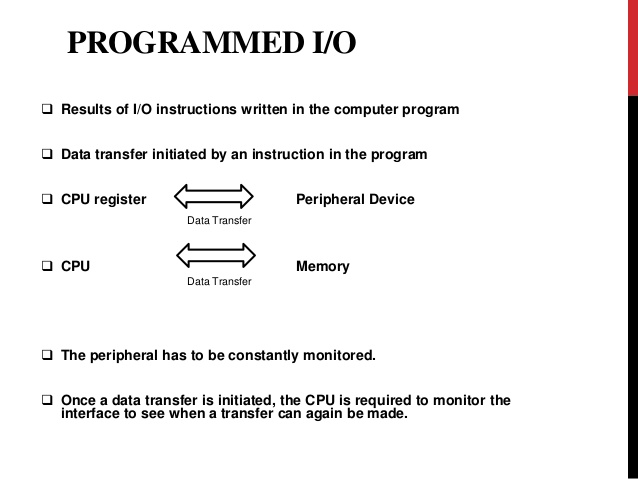 PROGRAMMED I/O
❑ Results of I/O instructions written in the computer program
❑ Data transfer initiated by an instruction in the program
❑ CPU register Peripheral Device
Data Transfer
❑ CPU Memory
Data Transfer
❑ The peripheral has to be constantly monitored.
❑ Once a data transfer is initiated, the CPU is required to monitor the
interface to see when a transfer can again be made.